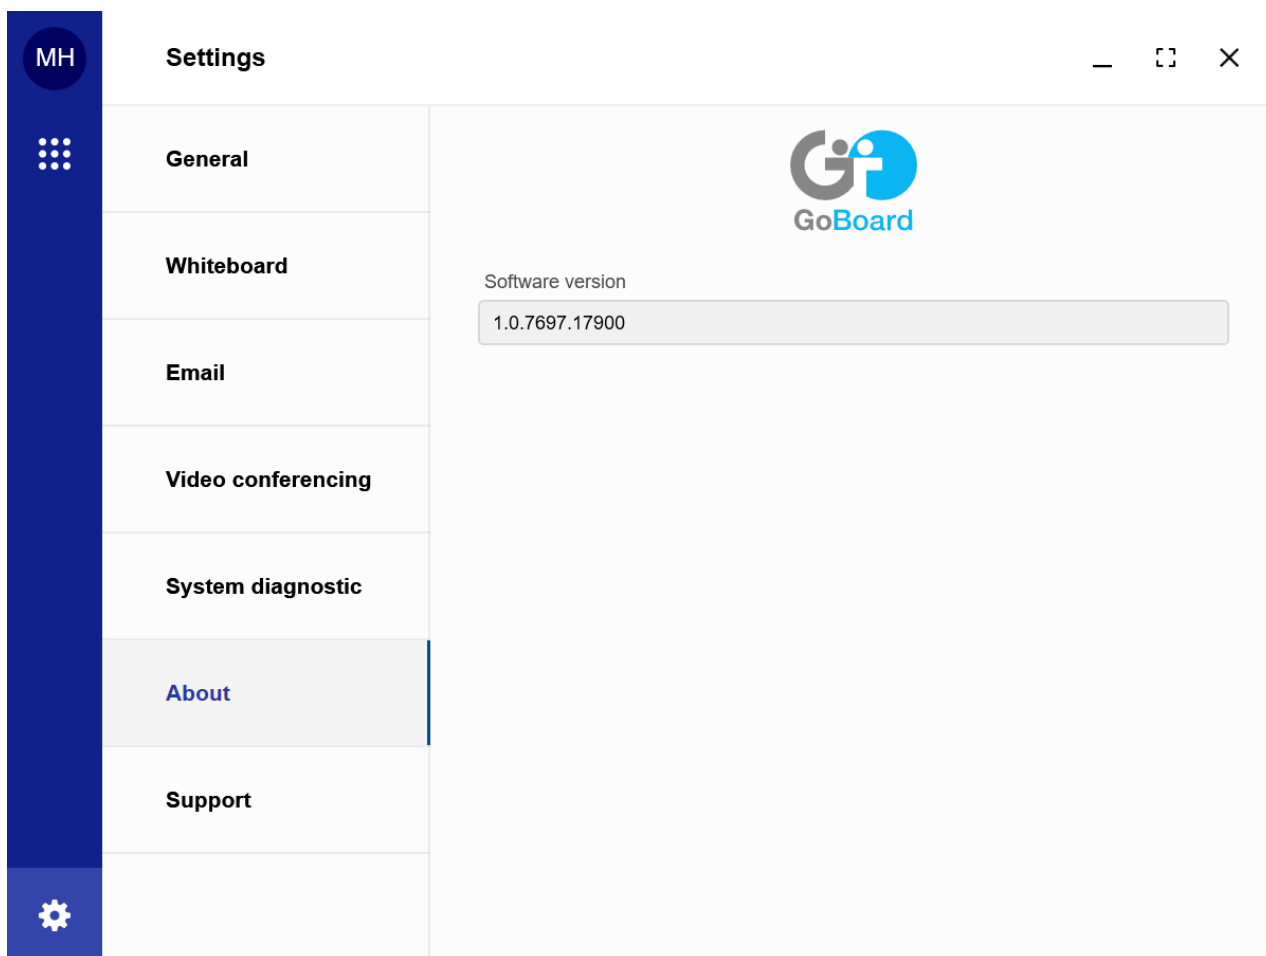 MH
Settings
General
Whiteboard
Email
Video conferencing
System diagnostic
About
Support
GoBoard
Software version
1.0.7697.17900